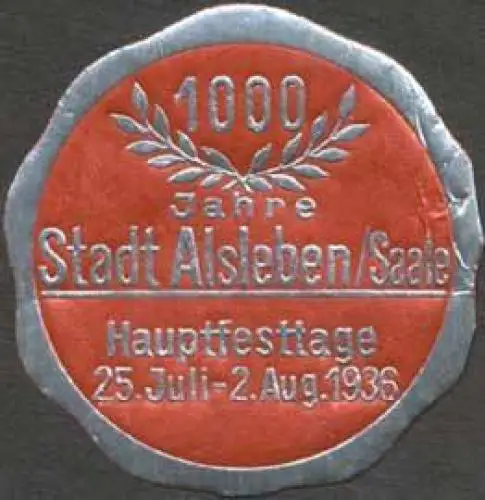 1000
Jahre
Stadt Alsleben/Saale
Hauptfesttage
25.Juli-2.Aug.1936